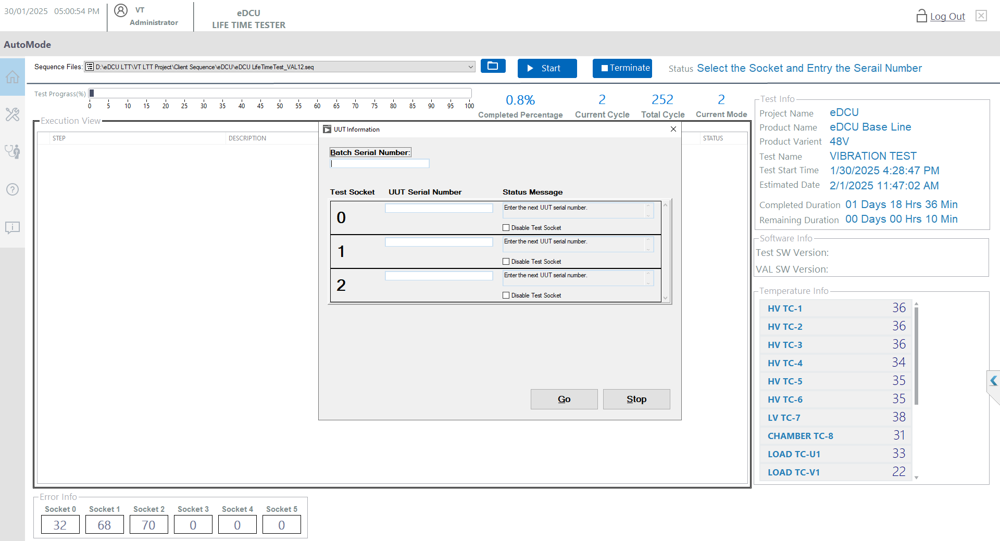 30/01/2025 05:00:54 PM
VT
Administrator
eDCU
LIFE TIME TESTER
Log Out
AutoMode
Sequence Files: D:\eDCU LTT\VT LTT Project\Client Sequence\eDCU\eDCU LifeTimeTest_VAL12.seq
Start
Terminate
Status Select the Socket and Entry the Serail Number
Test Prograss(%)
0 5 10 15 20 25 30 35 40 45 50 55 60 65 70 75 80 85 90 95 100
0.8% 2 252 2
Completed Percentage Current Cycle Total Cycle Current Mode
Execution View
STEP DESCRIPTION STATUS
UUT Information
Batch Serial Number:
Test Socket UUT Serial Number Status Message
0 Enter the next UUT serial number.
Disable Test Socket
1 Enter the next UUT serial number.
Disable Test Socket
2 Enter the next UUT serial number.
Disable Test Socket
Go Stop
Test Info
Project Name eDCU
Product Name eDCU Base Line
Product Varient 48V
Test Name VIBRATION TEST
Test Start Time 1/30/2025 4:28:47 PM
Estimated Date 2/1/2025 11:47:02 AM
Completed Duration 01 Days 18 Hrs 36 Min
Remaining Duration 00 Days 00 Hrs 10 Min
Software Info
Test SW Version:
VAL SW Version:
Temperature Info
HV TC-1 36
HV TC-2 36
HV TC-3 36
HV TC-4 34
HV TC-5 35
HV TC-6 35
LV TC-7 38
CHAMBER TC-8 31
LOAD TC-U1 33
LOAD TC-V1 22
Error Info
Socket 0 Socket 1 Socket 2 Socket 3 Socket 4 Socket 5
32 68 70 0 0 0